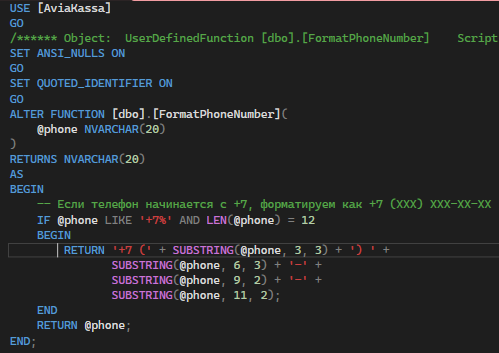 USE [AviaKassa]
GO
/****** Object:  UserDefinedFunction [dbo].[FormatPhoneNumber]    Script
SET ANSI_NULLS ON
GO
SET QUOTED_IDENTIFIER ON
GO
ALTER FUNCTION [dbo].[FormatPhoneNumber](
    @phone NVARCHAR(20)
)
RETURNS NVARCHAR(20)
AS
BEGIN
    -- Если телефон начинается с +7, форматируем как +7 (XXX) XXX-XX-XX
    IF @phone LIKE '+7%' AND LEN(@phone) = 12
    BEGIN
        RETURN '+7 (' + SUBSTRING(@phone, 3, 3) + ') ' +
               SUBSTRING(@phone, 6, 3) + '-' +
               SUBSTRING(@phone, 9, 2) + '-' +
               SUBSTRING(@phone, 11, 2);
    END
    RETURN @phone;
END;